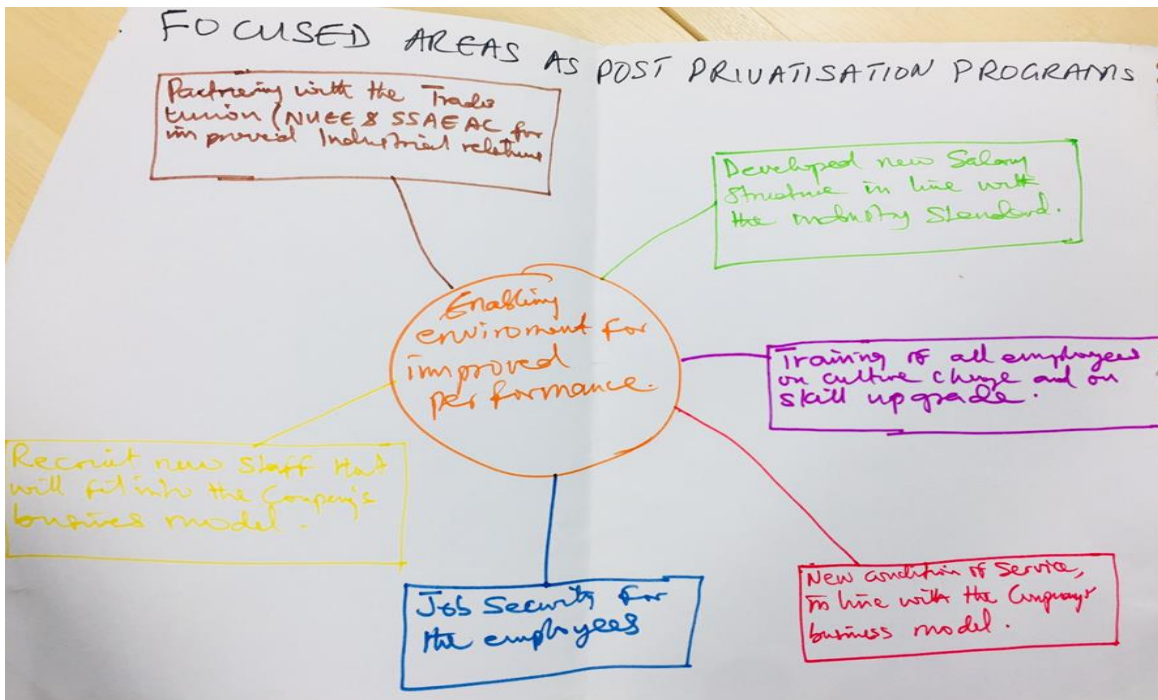 FOCUSED AREAS AS POST PRIVATISATION PROGRAMS
Partnering with the Trade
Union (NUEE & SSAEAC for
improved Industrial relations
Developed new Salary
Structure in line with
the industry Standard.
Enabling
enviroment for
improved
performance.
Training of all employees
on culture change and on
skill upgrade.
Recruit new staff that
will fit into the Company's
business model.
Job Security for
the employees
New condition of Service,
in line with the Company's
business model.